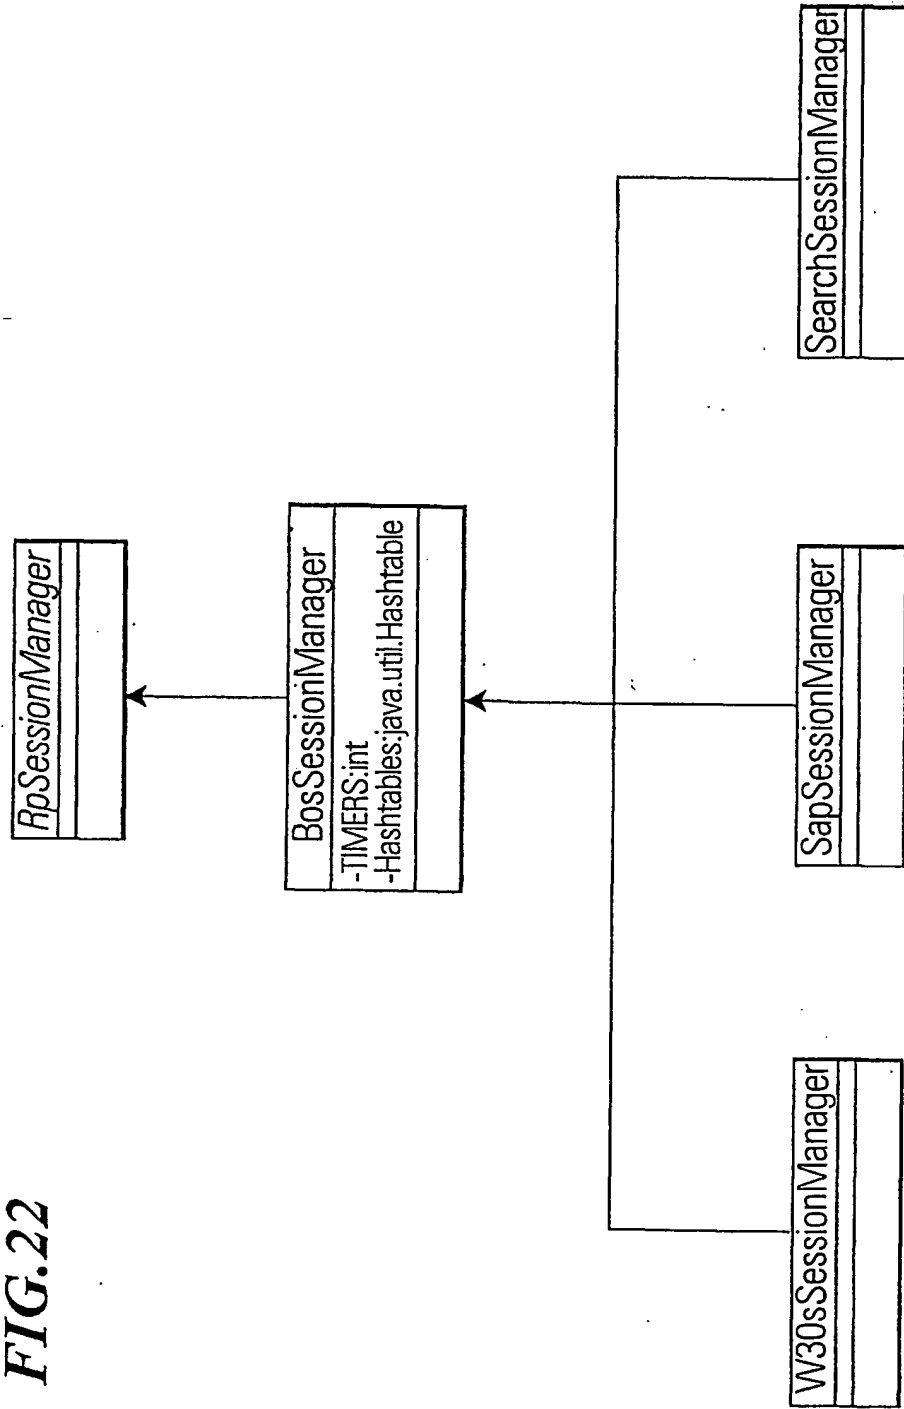 FIG.22
RpSessionManager
BosSessionManager
-TIMERS:int
-Hashtables:java.util.Hashtable
W30sSessionManager
SapSessionManager
SearchSessionManager